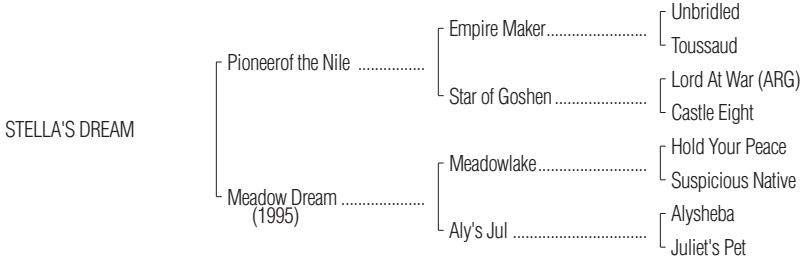 Unbridled
Empire Maker........................
Toussaud
Pioneerof the Nile ................
Lord At War (ARG)
Star of Goshen ......................
Castle Eight
STELLA'S DREAM
Hold Your Peace
Meadowlake..........................
Suspicious Native
Meadow Dream ....................
(1995)
Alysheba
Aly's Jul ................................
Juliet's Pet